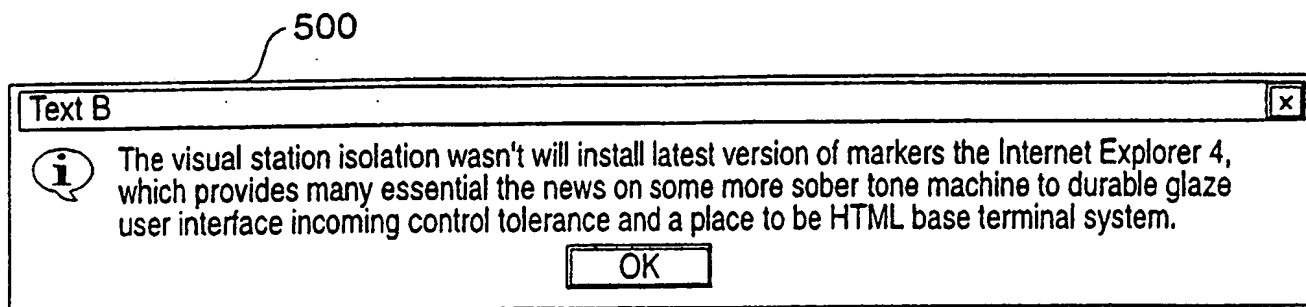 500
Text B
x
i
The visual station isolation wasn't will install latest version of markers the Internet Explorer 4,
which provides many essential the news on some more sober tone machine to durable glaze
user interface incoming control tolerance and a place to be HTML base terminal system.
OK